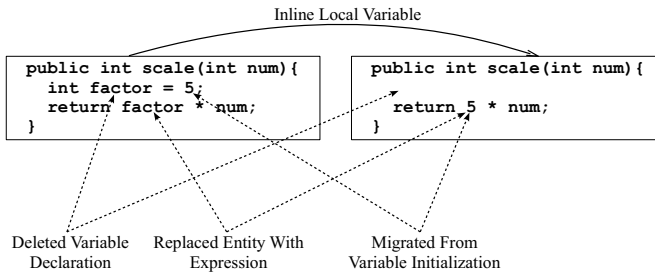 Inline Local Variable
public int scale(int num){
int factor = 5;
return factor * num;
}
public int scale(int num){
return 5 * num;
}
Deleted Variable
Declaration
Replaced Entity With
Expression
Migrated From
Variable Initialization